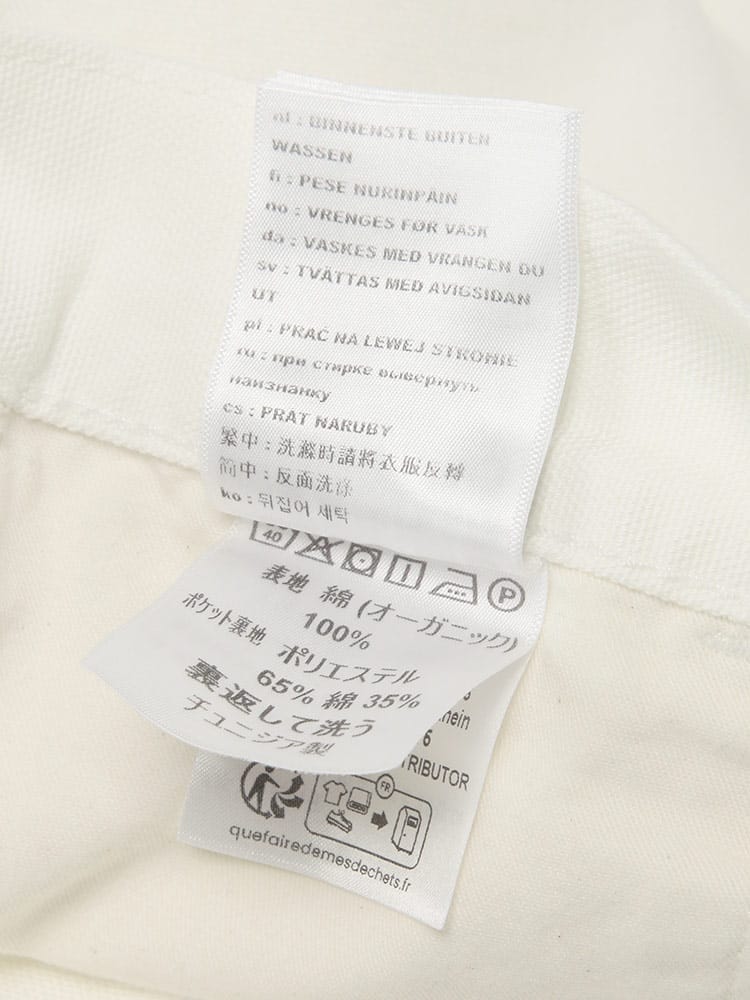 nl : BINNENSTE BUITEN
WASSEN
fi : PESE NURINPÄIN
no : VRENGES FØR VASK
da : VASKES MED VRANGEN UD
sv : TVÄTTAS MED AVIGSIDAN
UT
pl : PRAĆ NA LEWEJ STRONIE
ru : при стирке вывернуть
наизнанку
cs : PRÁT NARUBY
繁中 : 洗滌時請將衣服反轉
简中 : 反面洗涤
ko : 뒤집어 세탁
40
P
表地 綿 (オーガニック)
100%
ポケット裏地 ポリエステル
65% 綿 35%
裏返して洗う
チュニジア製
hein
6
TRIBUTOR
FR
quefairedemesdechets.fr